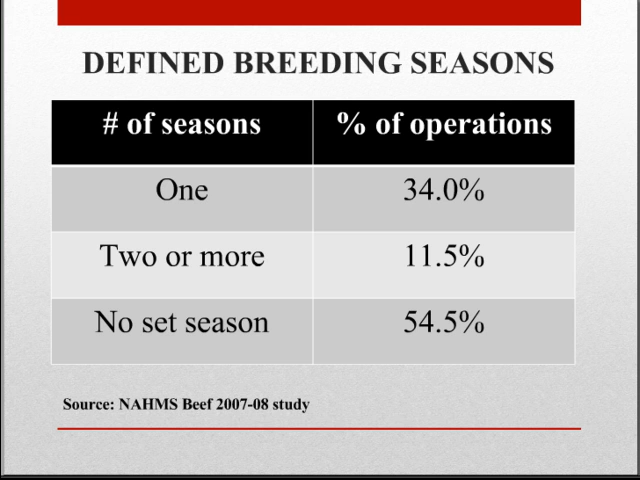 DEFINED BREEDING SEASONS
# of seasons % of operations
One 34.0%
Two or more 11.5%
No set season 54.5%
Source: NAHMS Beef 2007-08 study